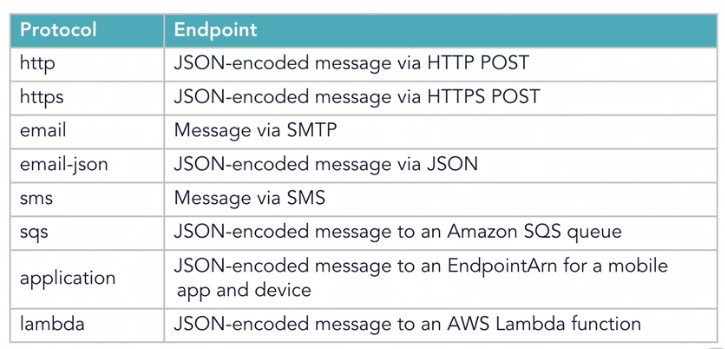 Protocol Endpoint
http JSON-encoded message via HTTP POST
https JSON-encoded message via HTTPS POST
email Message via SMTP
email-json JSON-encoded message via JSON
sms Message via SMS
sqs JSON-encoded message to an Amazon SQS queue
application JSON-encoded message to an EndpointArn for a mobile
app and device
lambda JSON-encoded message to an AWS Lambda function